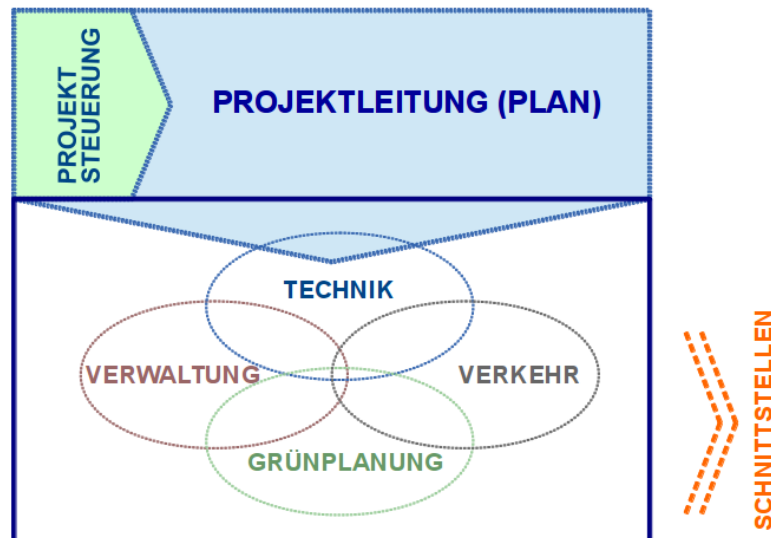 PROJEKT
STEUERUNG
PROJEKTLEITUNG (PLAN)
TECHNIK
VERWALTUNG
VERKEHR
GRÜNPLANUNG
SCHNITTSTELLEN